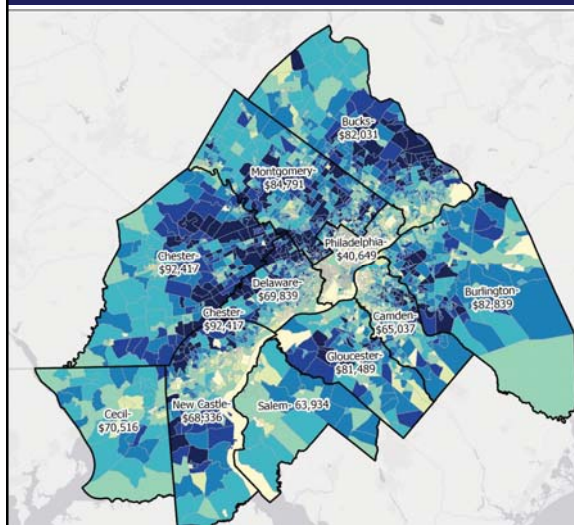 Bucks-
$82,031
Montgomery-
$84,791
Philadelphia-
$40,649
Chester-
$92,417
Delaware-
$69,839
Burlington-
$82,839
Chester-
$92,417
Camden-
$65,037
Gloucester-
$81,489
Cecil-
$70,516
New Castle-
$68,336
Salem- 63,934